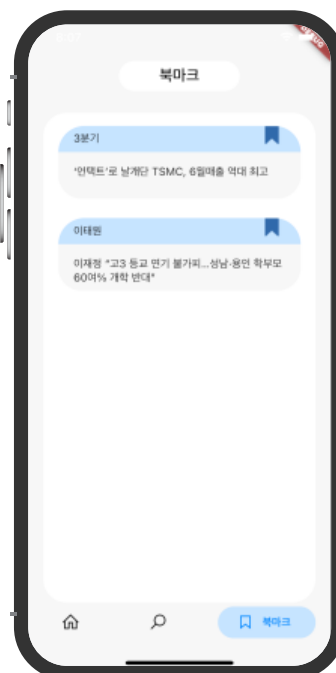 북마크
3분기
'언택트'로 날개단 TSMC, 6월매출 역대 최고
이태원
이재정 "고3 등교 연기 불가피...성남·용인 학부모
60여% 개학 반대"
북마크